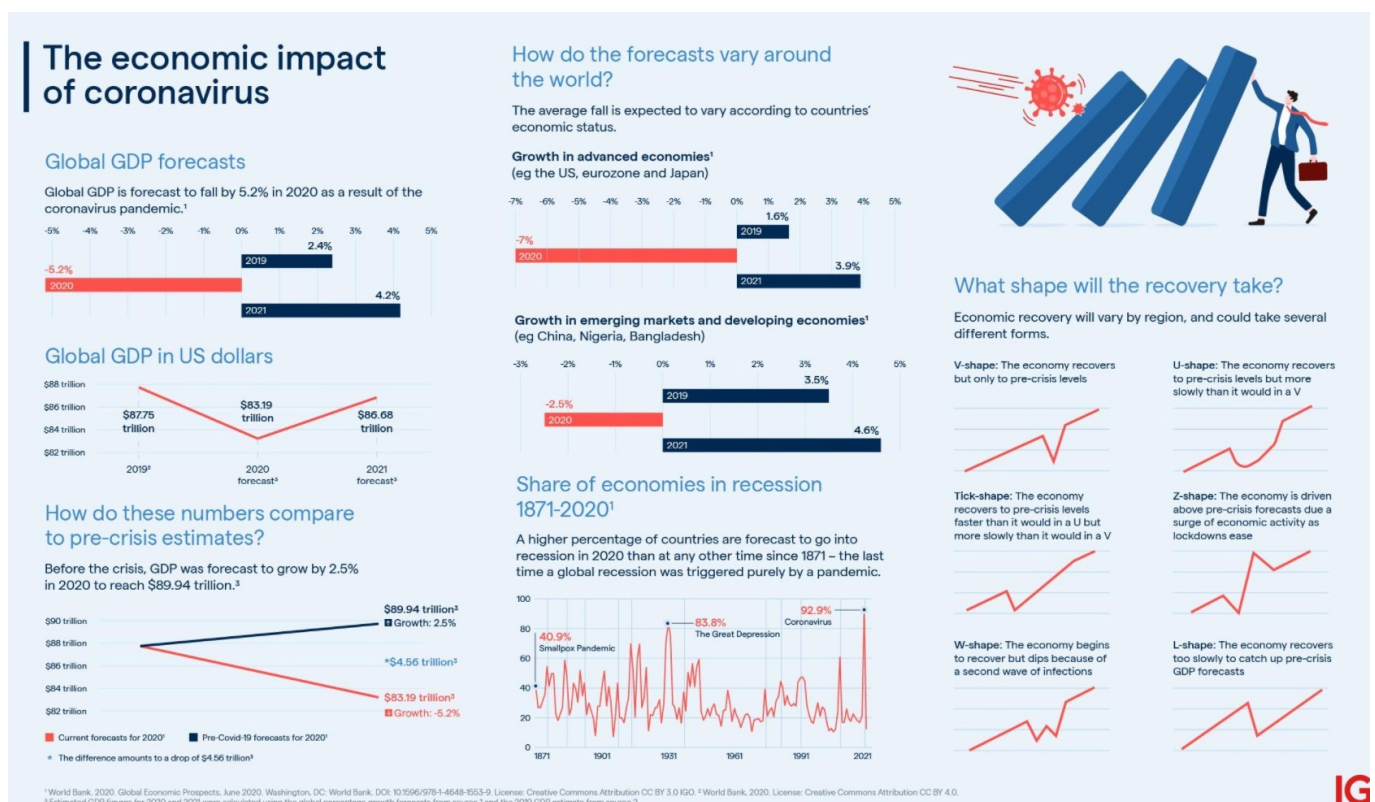 The economic impact
of coronavirus
Global GDP forecasts
Global GDP is forecast to fall by 5.2% in 2020 as a result of the
coronavirus pandemic.¹
-5% -4% -3% -2% -1% 0% 1% 2% 3% 4% 5%
2.4%
2019
-5.2%
2020
4.2%
2021
Global GDP in US dollars
$88 trillion
$86 trillion
$84 trillion
$82 trillion
$87.75
trillion
$83.19
trillion
$86.68
trillion
2019²
2020
forecast³
2021
forecast³
How do these numbers compare
to pre-crisis estimates?
Before the crisis, GDP was forecast to grow by 2.5%
in 2020 to reach $89.94 trillion.³
$90 trillion
$88 trillion
$86 trillion
$84 trillion
$82 trillion
$89.94 trillion³
Growth: 2.5%
*$4.56 trillion³
$83.19 trillion³
Growth: -5.2%
Current forecasts for 2020¹ Pre-Covid-19 forecasts for 2020¹
* The difference amounts to a drop of $4.56 trillion³
How do the forecasts vary around
the world?
The average fall is expected to vary according to countries'
economic status.
Growth in advanced economies¹
(eg the US, eurozone and Japan)
-7% -6% -5% -4% -3% -2% -1% 0% 1% 2% 3% 4% 5%
1.6%
2019
-7%
2020
3.9%
2021
Growth in emerging markets and developing economies¹
(eg China, Nigeria, Bangladesh)
-3% -2% -1% 0% 1% 2% 3% 4% 5%
3.5%
2019
-2.5%
2020
4.6%
2021
Share of economies in recession
1871-2020¹
A higher percentage of countries are forecast to go into
recession in 2020 than at any other time since 1871 – the last
time a global recession was triggered purely by a pandemic.
100
80
60
40
20
0
40.9%
Smallpox Pandemic
83.8%
The Great Depression
92.9%
Coronavirus
1871 1901 1931 1961 1991 2021
What shape will the recovery take?
Economic recovery will vary by region, and could take several
different forms.
V-shape: The economy recovers
but only to pre-crisis levels
U-shape: The economy recovers
to pre-crisis levels but more
slowly than it would in a V
Tick-shape: The economy
recovers to pre-crisis levels
faster than it would in a U but
more slowly than it would in a V
Z-shape: The economy is driven
above pre-crisis forecasts due a
surge of economic activity as
lockdowns ease
W-shape: The economy begins
to recover but dips because of
a second wave of infections
L-shape: The economy recovers
too slowly to catch up pre-crisis
GDP forecasts
¹ World Bank. 2020. Global Economic Prospects, June 2020. Washington, DC: World Bank. DOI: 10.1596/978-1-4648-1553-9. License: Creative Commons Attribution CC BY 3.0 IGO. ² World Bank, 2020. License: Creative Commons Attribution CC BY 4.0.
IG